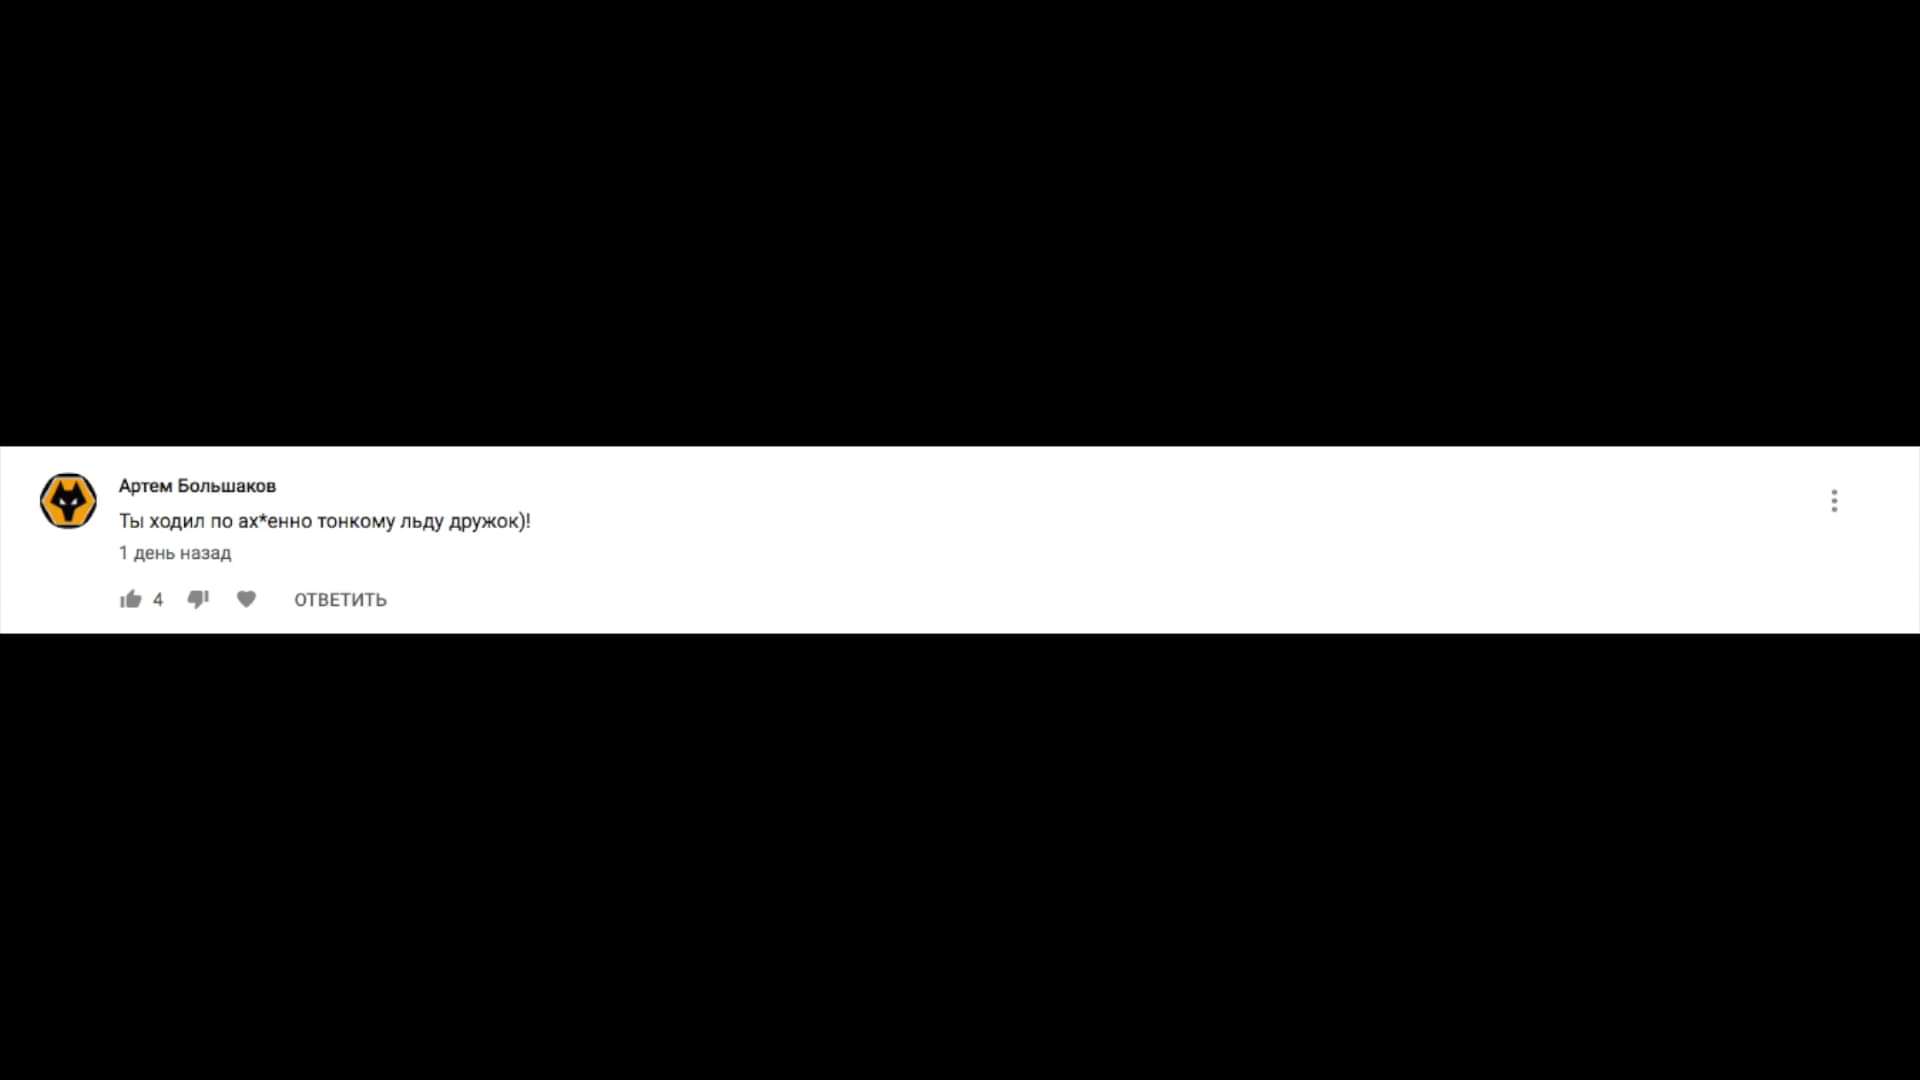 Артем Большаков
Ты ходил по ах*енно тонкому льду дружок)!
1 день назад
4 ОТВЕТИТЬ